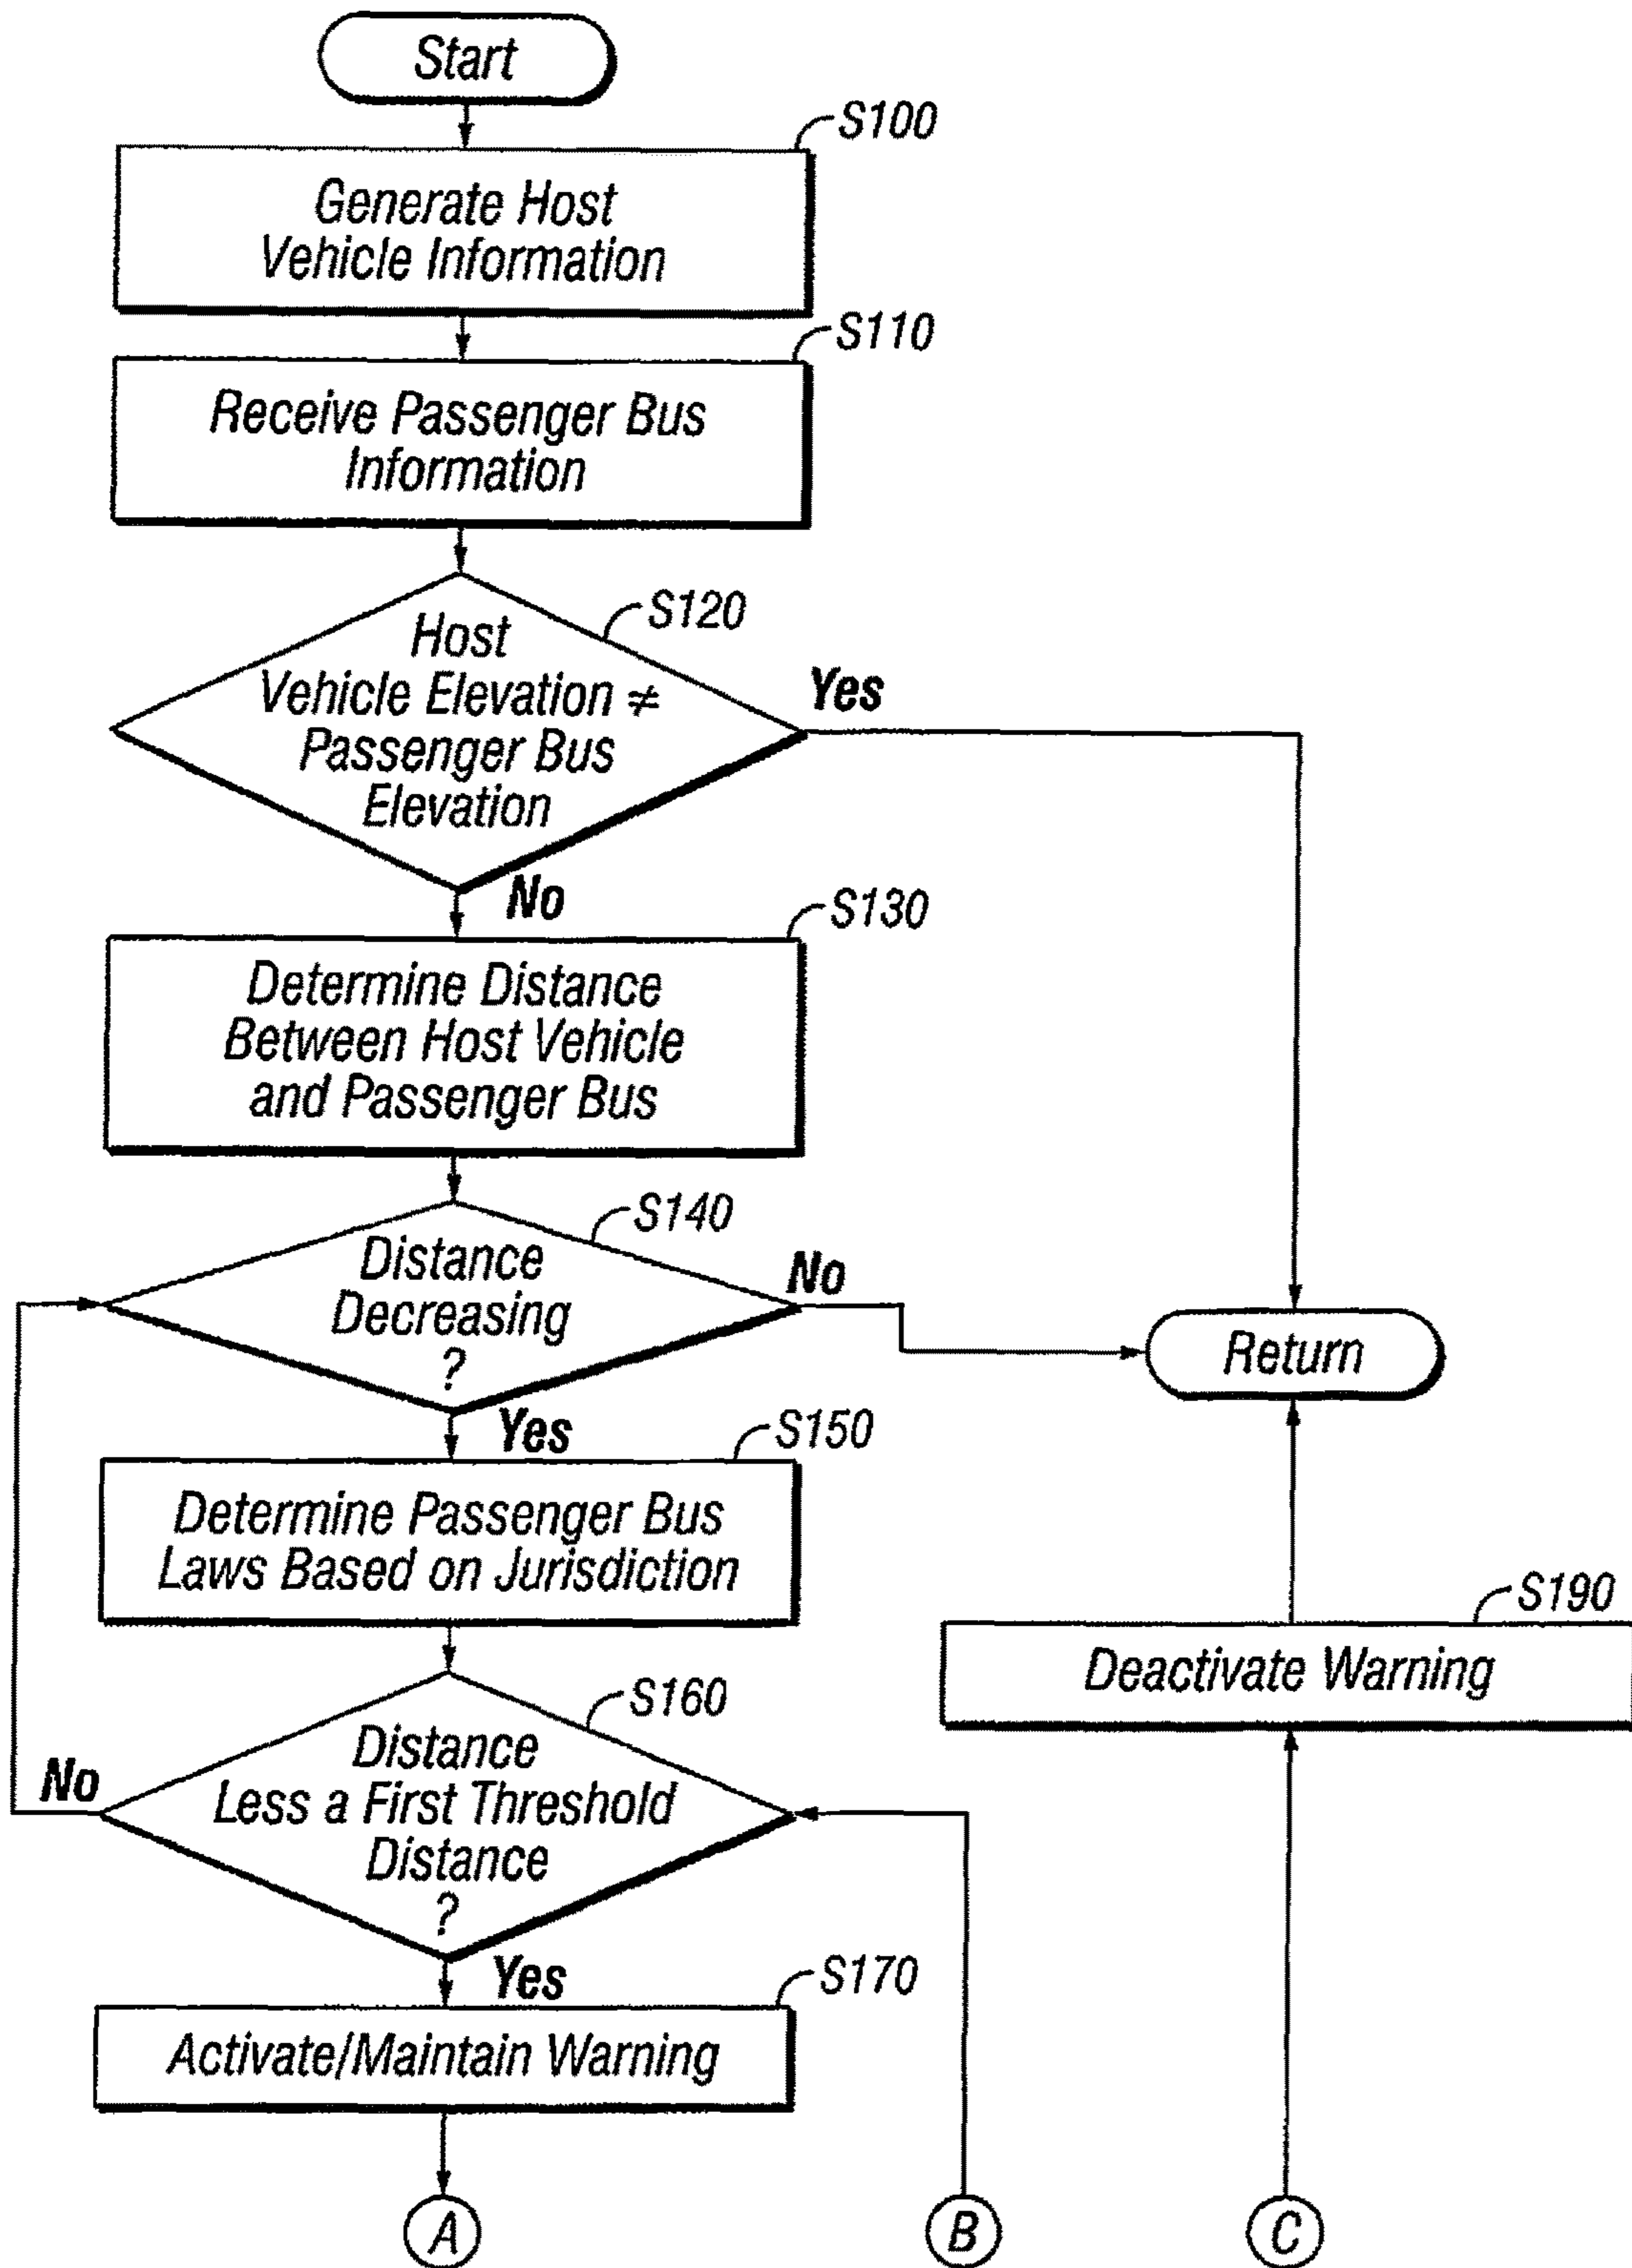 Start
S100
Generate Host
Vehicle Information
S110
Receive Passenger Bus
Information
S120
Host
Vehicle Elevation ≠
Passenger Bus
Elevation
Yes
No
S130
Determine Distance
Between Host Vehicle
and Passenger Bus
S140
Distance
Decreasing
?
No
Return
Yes
S150
Determine Passenger Bus
Laws Based on Jurisdiction
S190
Deactivate Warning
S160
Distance
Less a First Threshold
Distance
?
No
Yes
S170
Activate/Maintain Warning
A
B
C